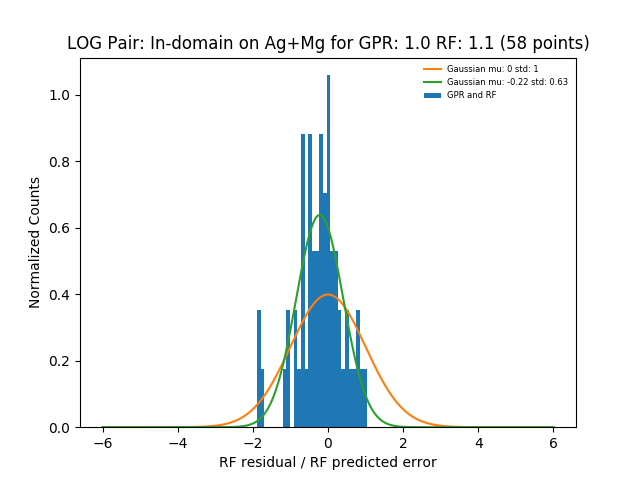 LOG Pair: In-domain on Ag+Mg for GPR: 1.0 RF: 1.1 (58 points)
Gaussian mu: 0 std: 1
Gaussian mu: -0.22 std: 0.63
GPR and RF
Normalized Counts
1.0
0.8
0.6
0.4
0.2
0.0
−6 −4 −2 0 2 4 6
RF residual / RF predicted error